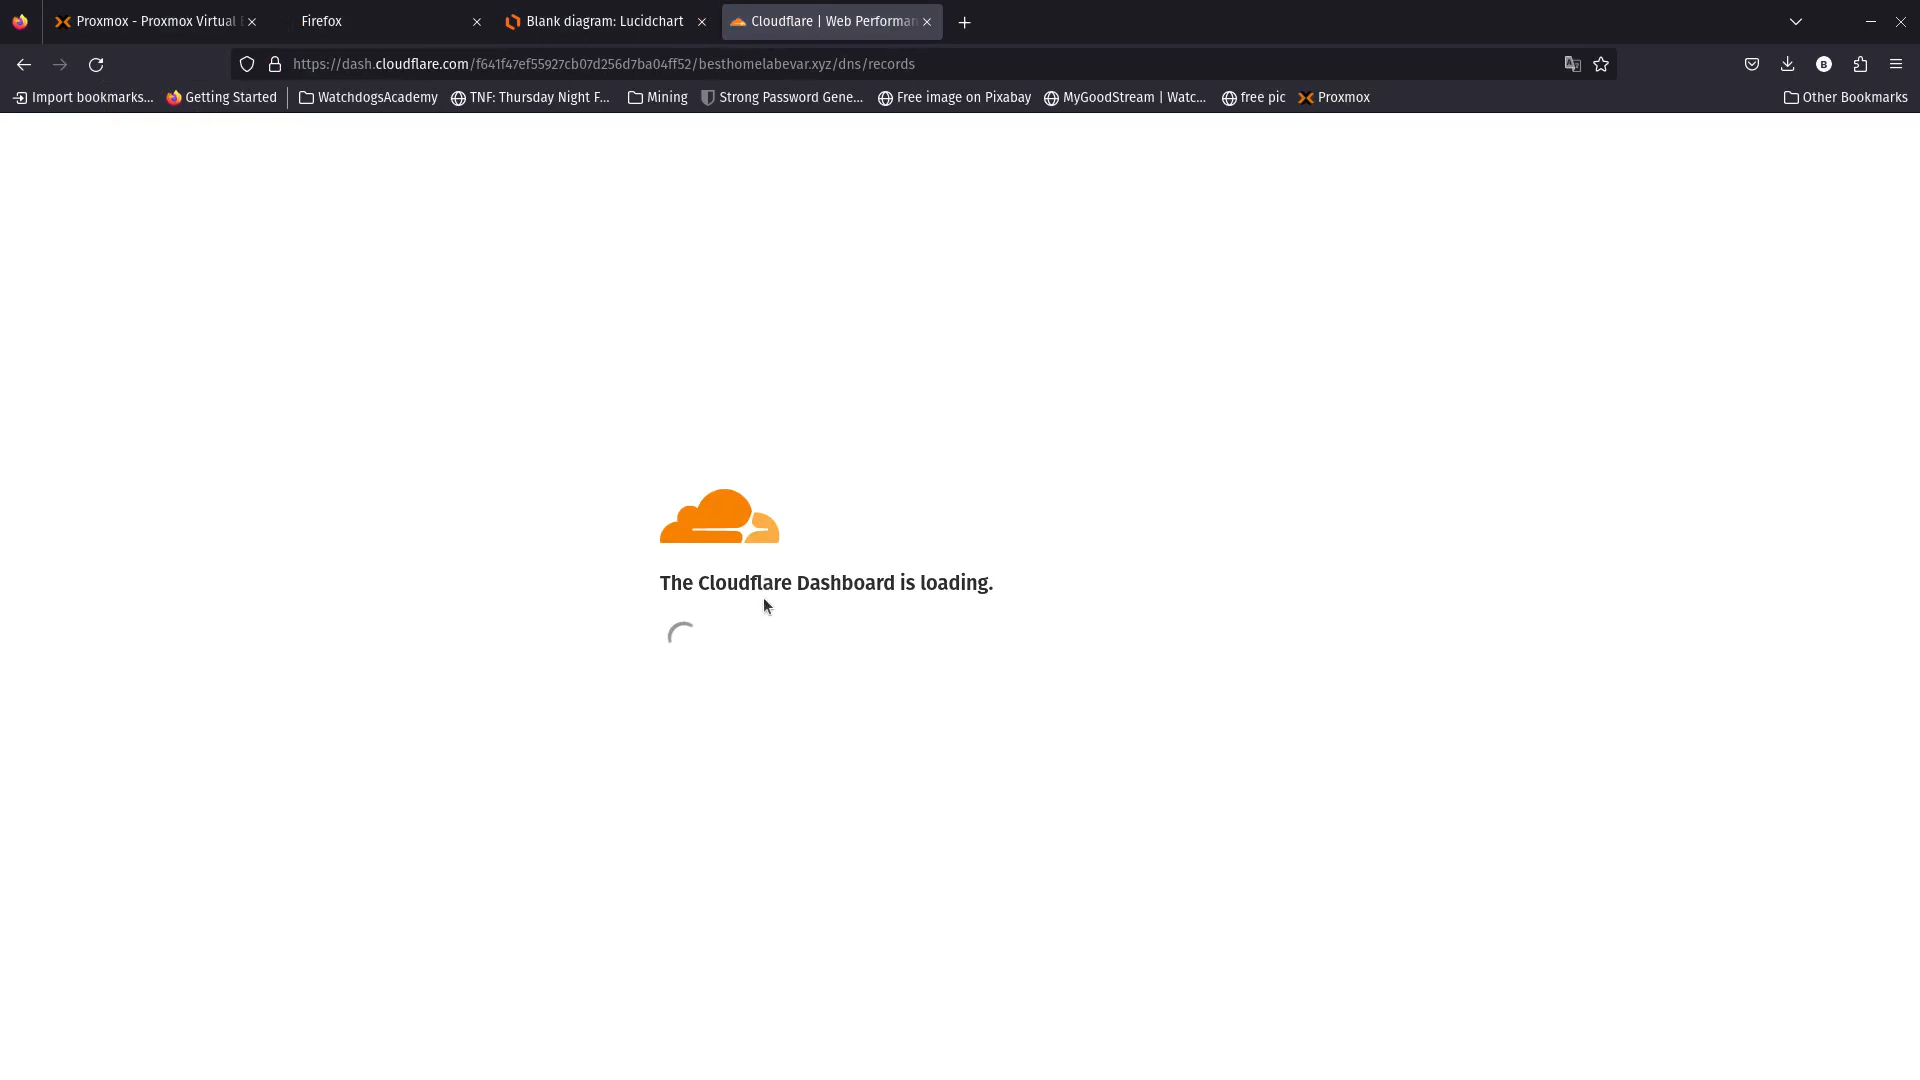 Proxmox - Proxmox Virtual E
Firefox
Blank diagram: Lucidchart
Cloudflare | Web Performan
https://dash.cloudflare.com/f641f47ef55927cb07d256d7ba04ff52/besthomelabevar.xyz/dns/records
B
Import bookmarks...
Getting Started
WatchdogsAcademy
TNF: Thursday Night F...
Mining
Strong Password Gene...
Free image on Pixabay
MyGoodStream | Watc...
free pic
Proxmox
Other Bookmarks
The Cloudflare Dashboard is loading.